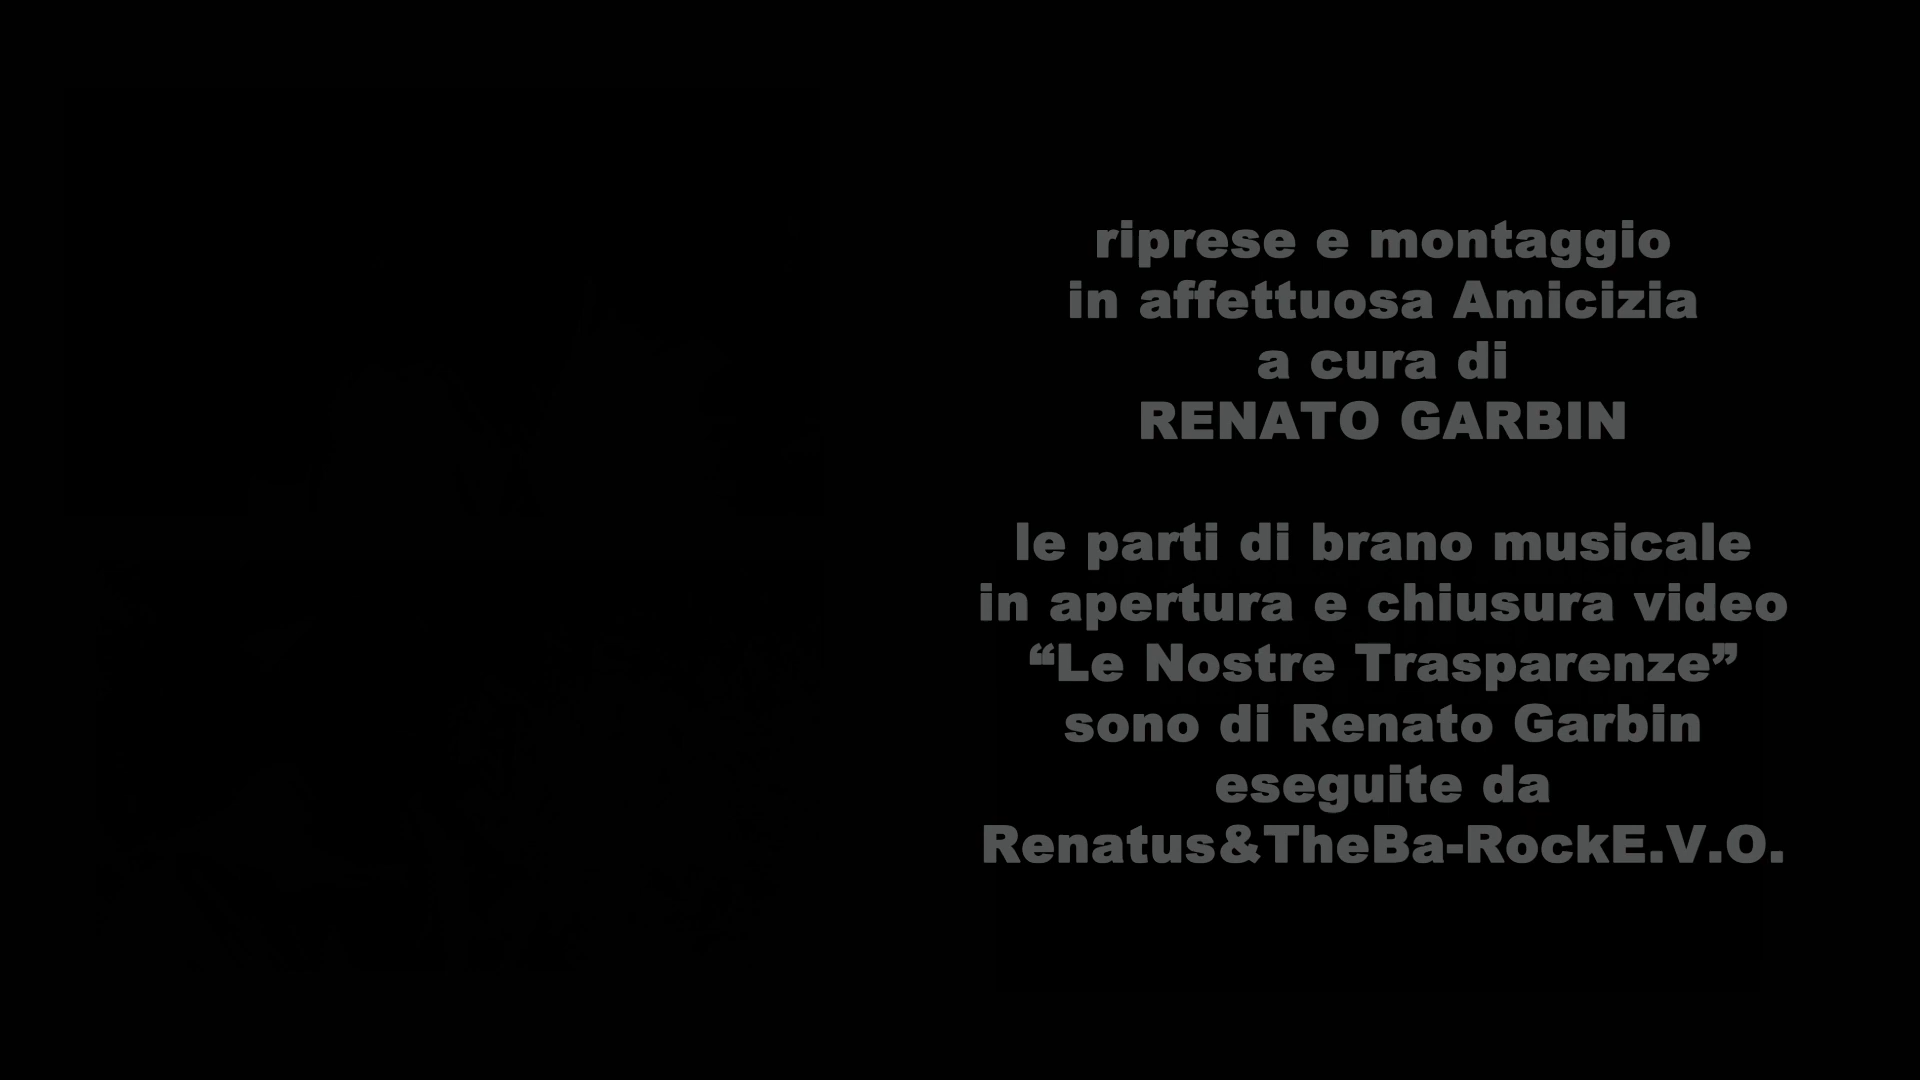 riprese e montaggio
in affettuosa Amicizia
a cura di
RENATO GARBIN
le parti di brano musicale
in apertura e chiusura video
“Le Nostre Trasparenze”
sono di Renato Garbin
eseguite da
Renatus&TheBa-RockE.V.O.